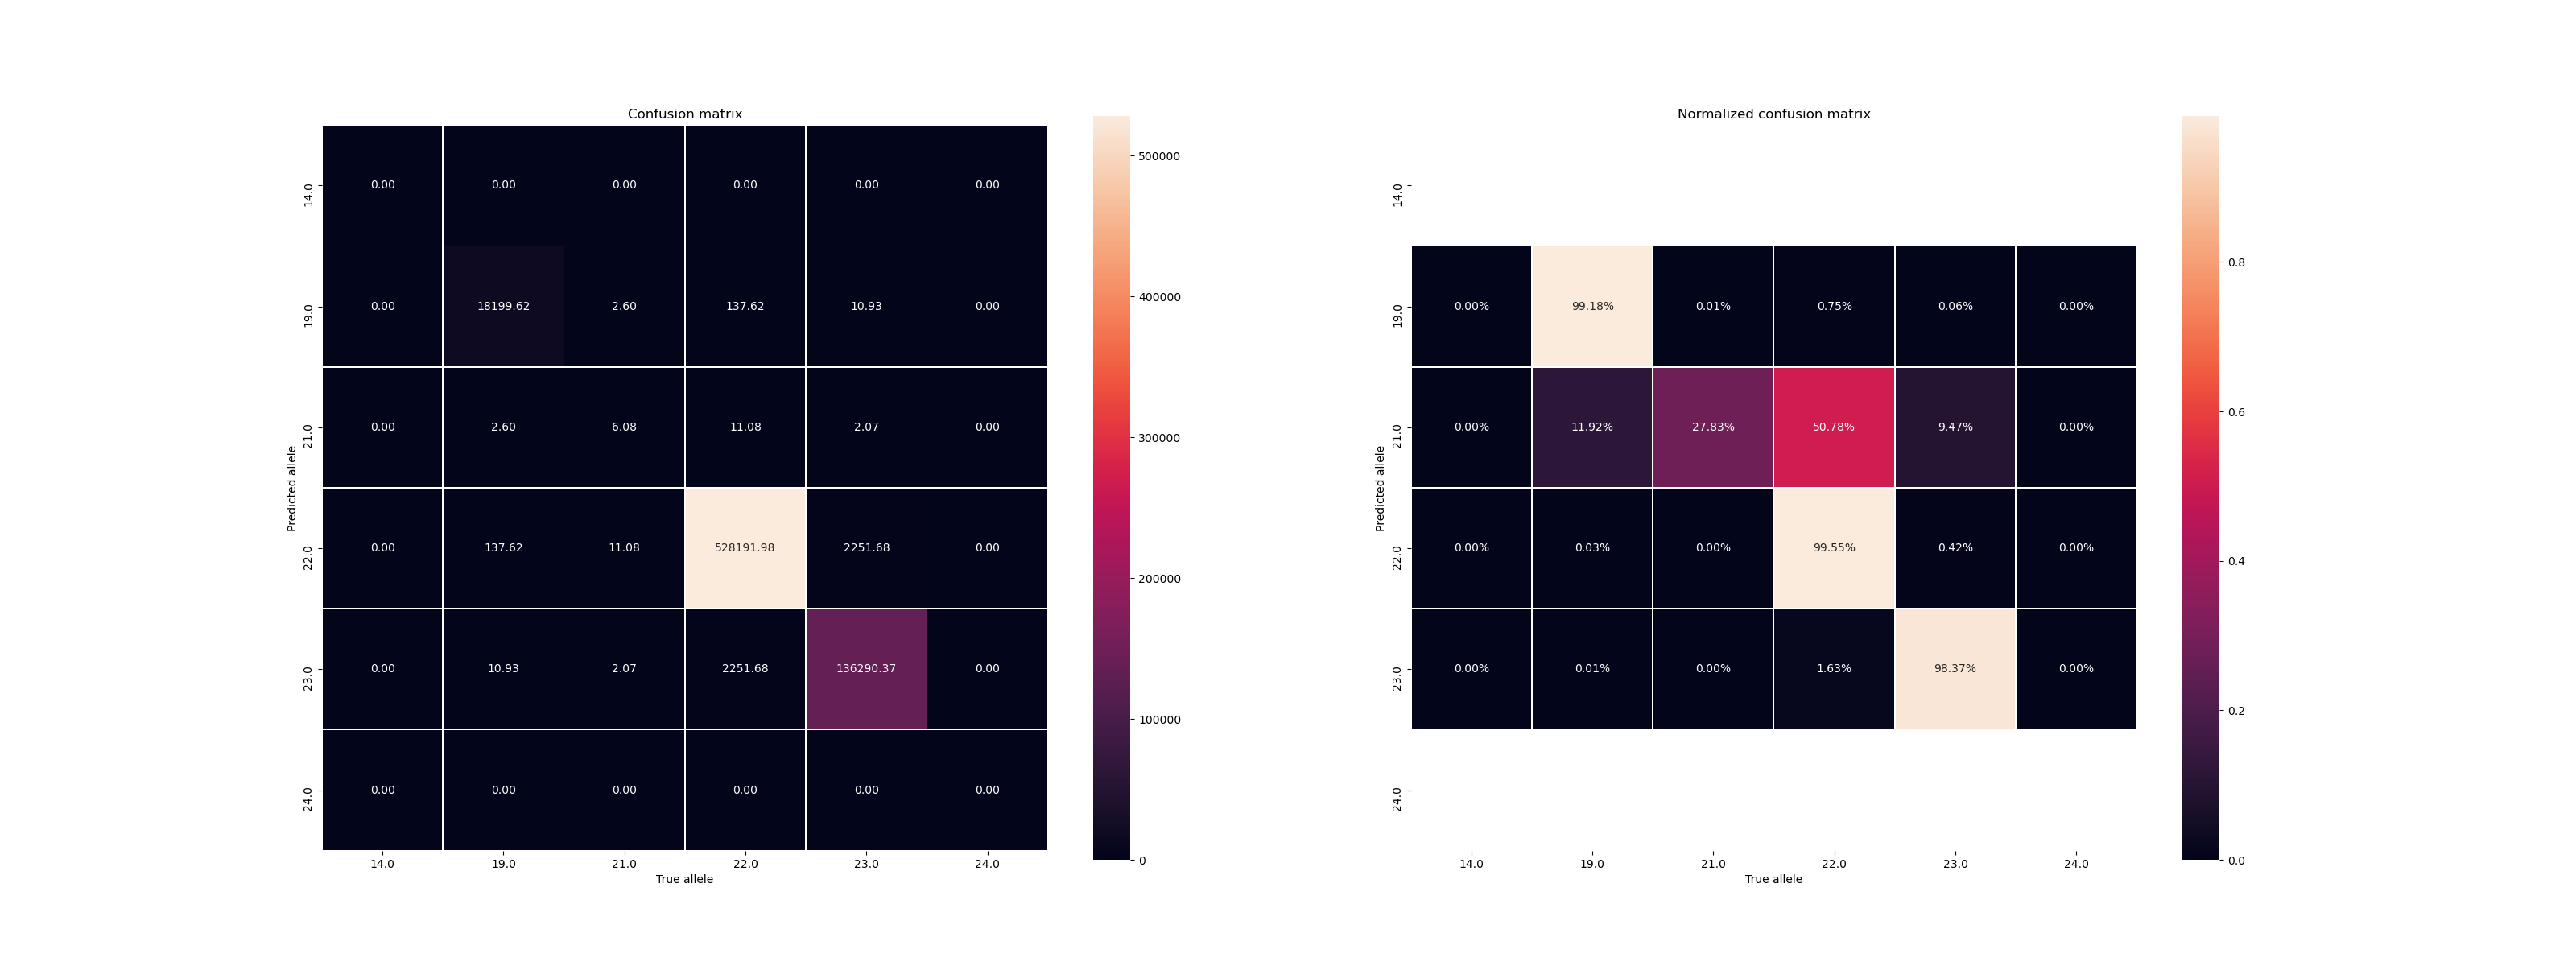 Confusion matrix
14.0 0.00 0.00 0.00 0.00 0.00 0.00
19.0 0.00 18199.62 2.60 137.62 10.93 0.00
21.0 0.00 2.60 6.08 11.08 2.07 0.00
22.0 0.00 137.62 11.08 528191.98 2251.68 0.00
23.0 0.00 10.93 2.07 2251.68 136290.37 0.00
24.0 0.00 0.00 0.00 0.00 0.00 0.00
14.0 19.0 21.0 22.0 23.0 24.0
True allele
Predicted allele
500000
400000
300000
200000
100000
0
Normalized confusion matrix
14.0
19.0 0.00% 99.18% 0.01% 0.75% 0.06% 0.00%
21.0 0.00% 11.92% 27.83% 50.78% 9.47% 0.00%
22.0 0.00% 0.03% 0.00% 99.55% 0.42% 0.00%
23.0 0.00% 0.01% 0.00% 1.63% 98.37% 0.00%
24.0
14.0 19.0 21.0 22.0 23.0 24.0
True allele
Predicted allele
0.8
0.6
0.4
0.2
0.0